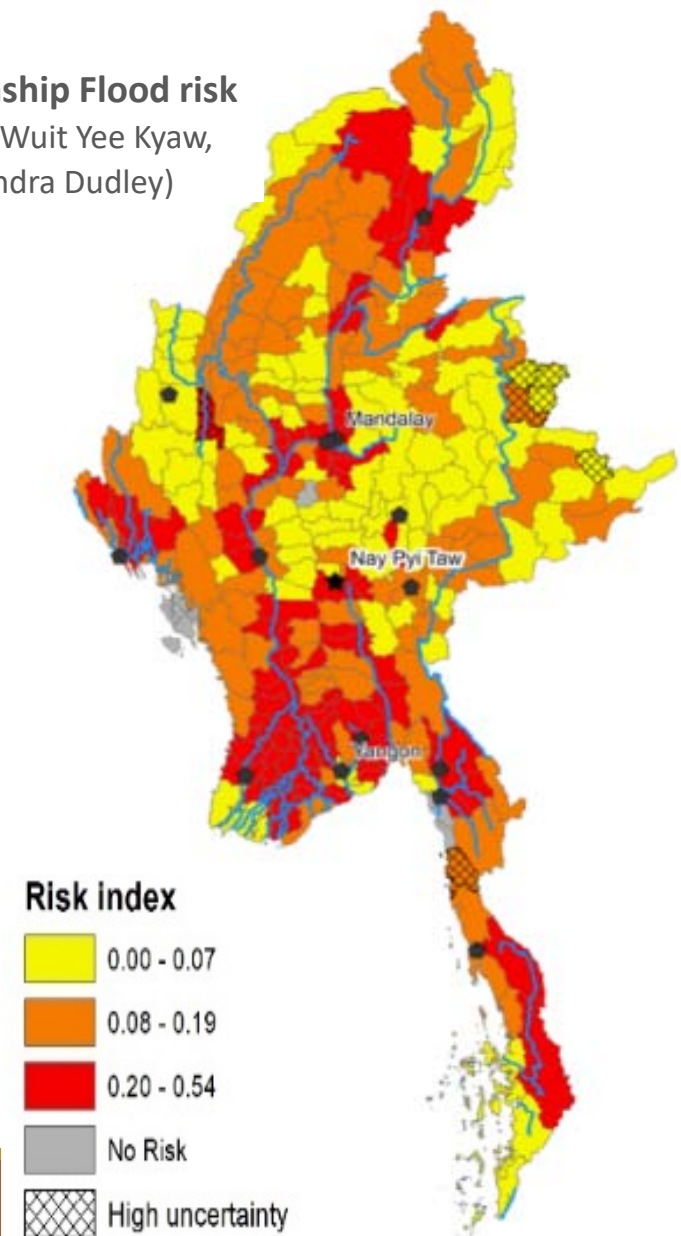 nship Flood risk
Wuit Yee Kyaw,
ndra Dudley)
Mandalay
Nay Pyi Taw
Yangon
Risk index
0.00 - 0.07
0.08 - 0.19
0.20 - 0.54
No Risk
High uncertainty